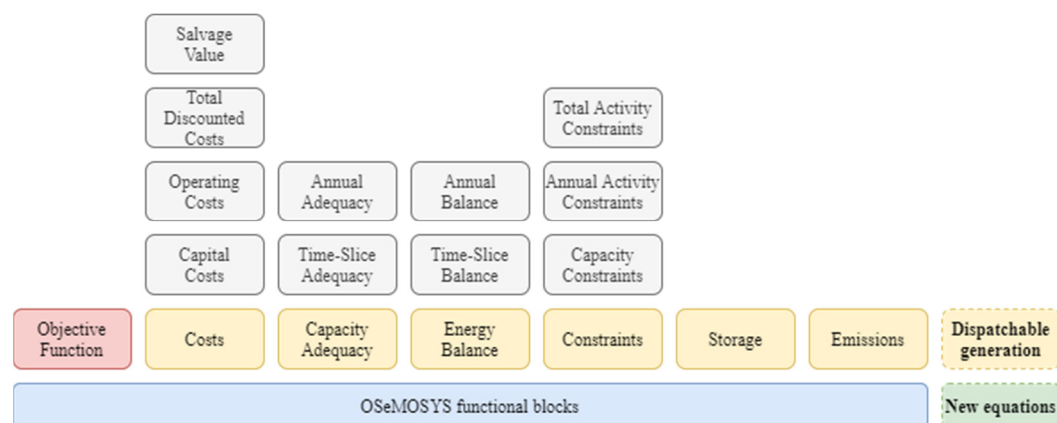 Salvage
Value
Total
Discounted
Costs
Total Activity
Constraints
Operating
Costs
Annual
Adequacy
Annual
Balance
Annual Activity
Constraints
Capital
Costs
Time-Slice
Adequacy
Time-Slice
Balance
Capacity
Constraints
Objective
Function
Costs
Capacity
Adequacy
Energy
Balance
Constraints
Storage
Emissions
Dispatchable
generation
OSeMOSYS functional blocks
New equations